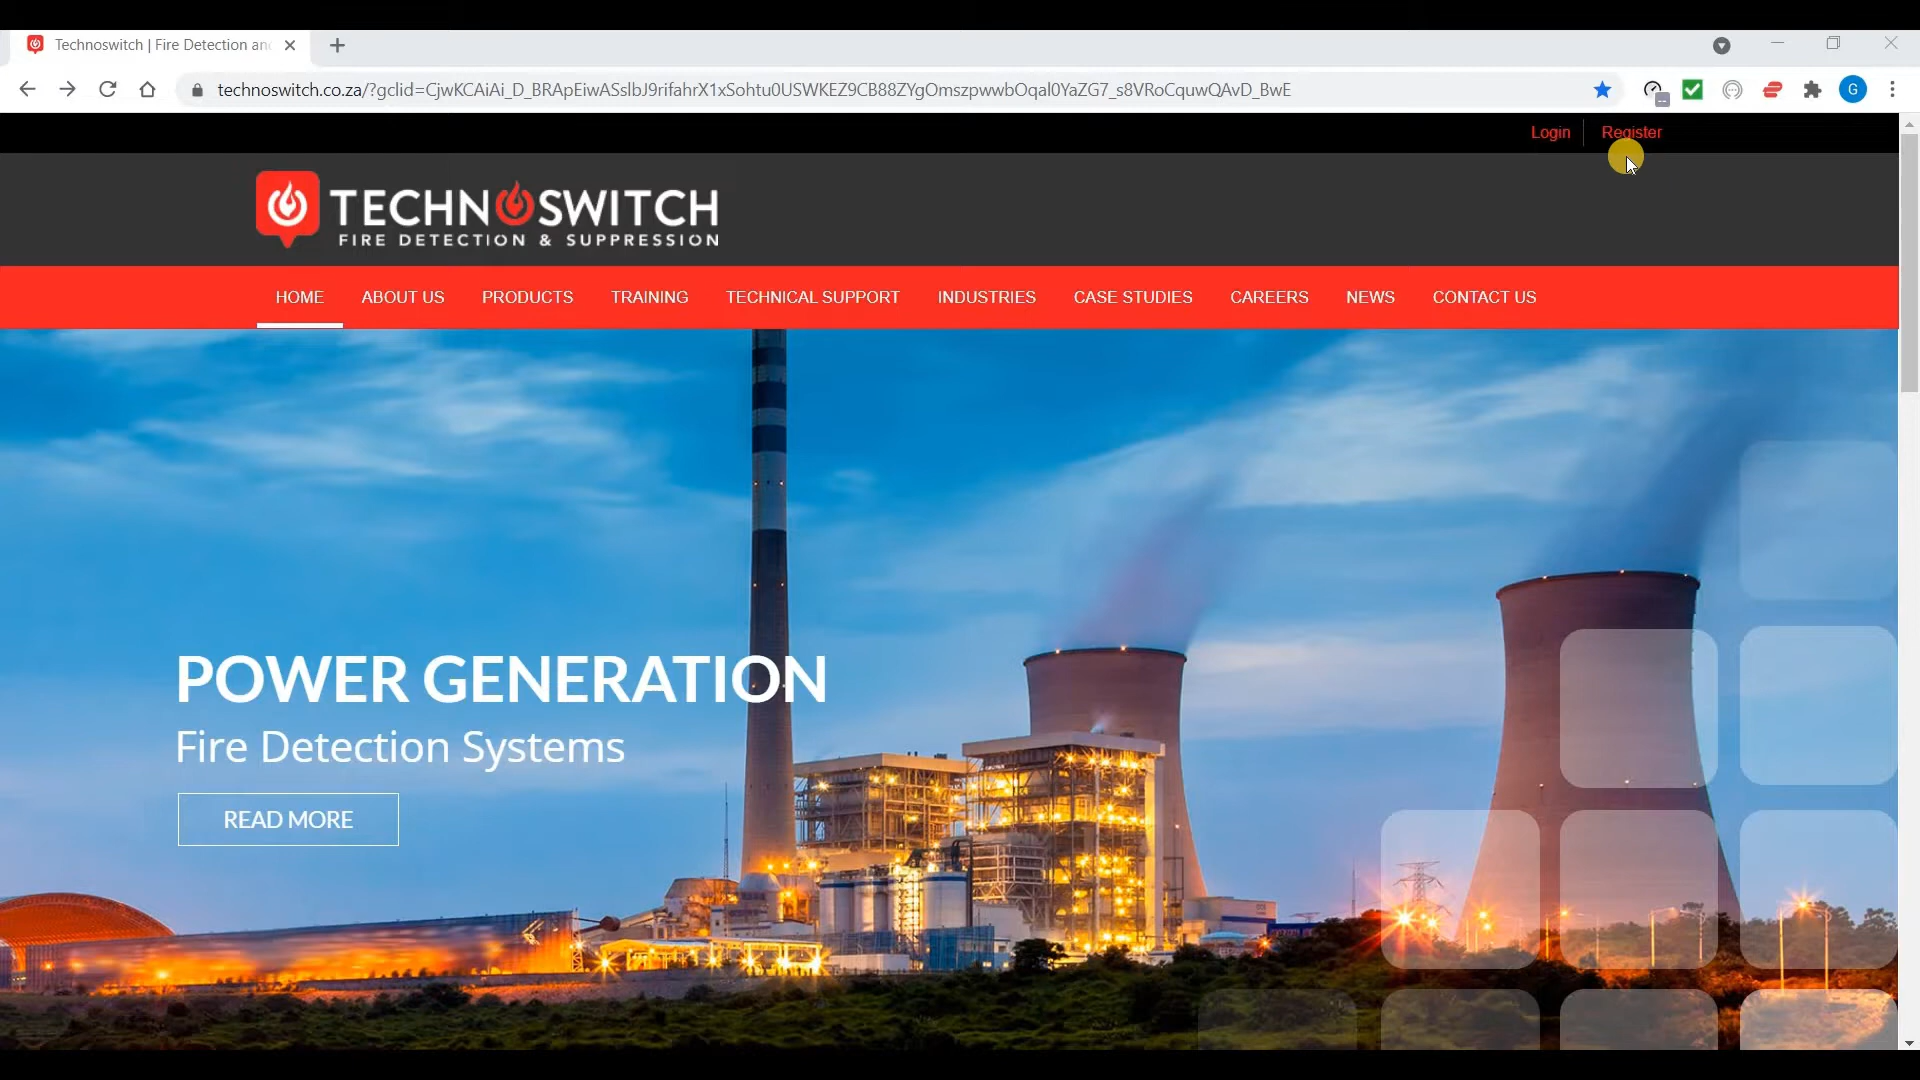 Technoswitch | Fire Detection an
technoswitch.co.za/?gclid=CjwKCAiAi_D_BRApEiwASslbJ9rifahrX1xSohtu0USWKEZ9CB88ZYgOmszpwwbOqal0YaZG7_s8VRoCquwQAvD_BwE
G
Login Register
TECHNOSWITCH
FIRE DETECTION & SUPPRESSION
HOME ABOUT US PRODUCTS TRAINING TECHNICAL SUPPORT INDUSTRIES CASE STUDIES CAREERS NEWS CONTACT US
POWER GENERATION
Fire Detection Systems
READ MORE